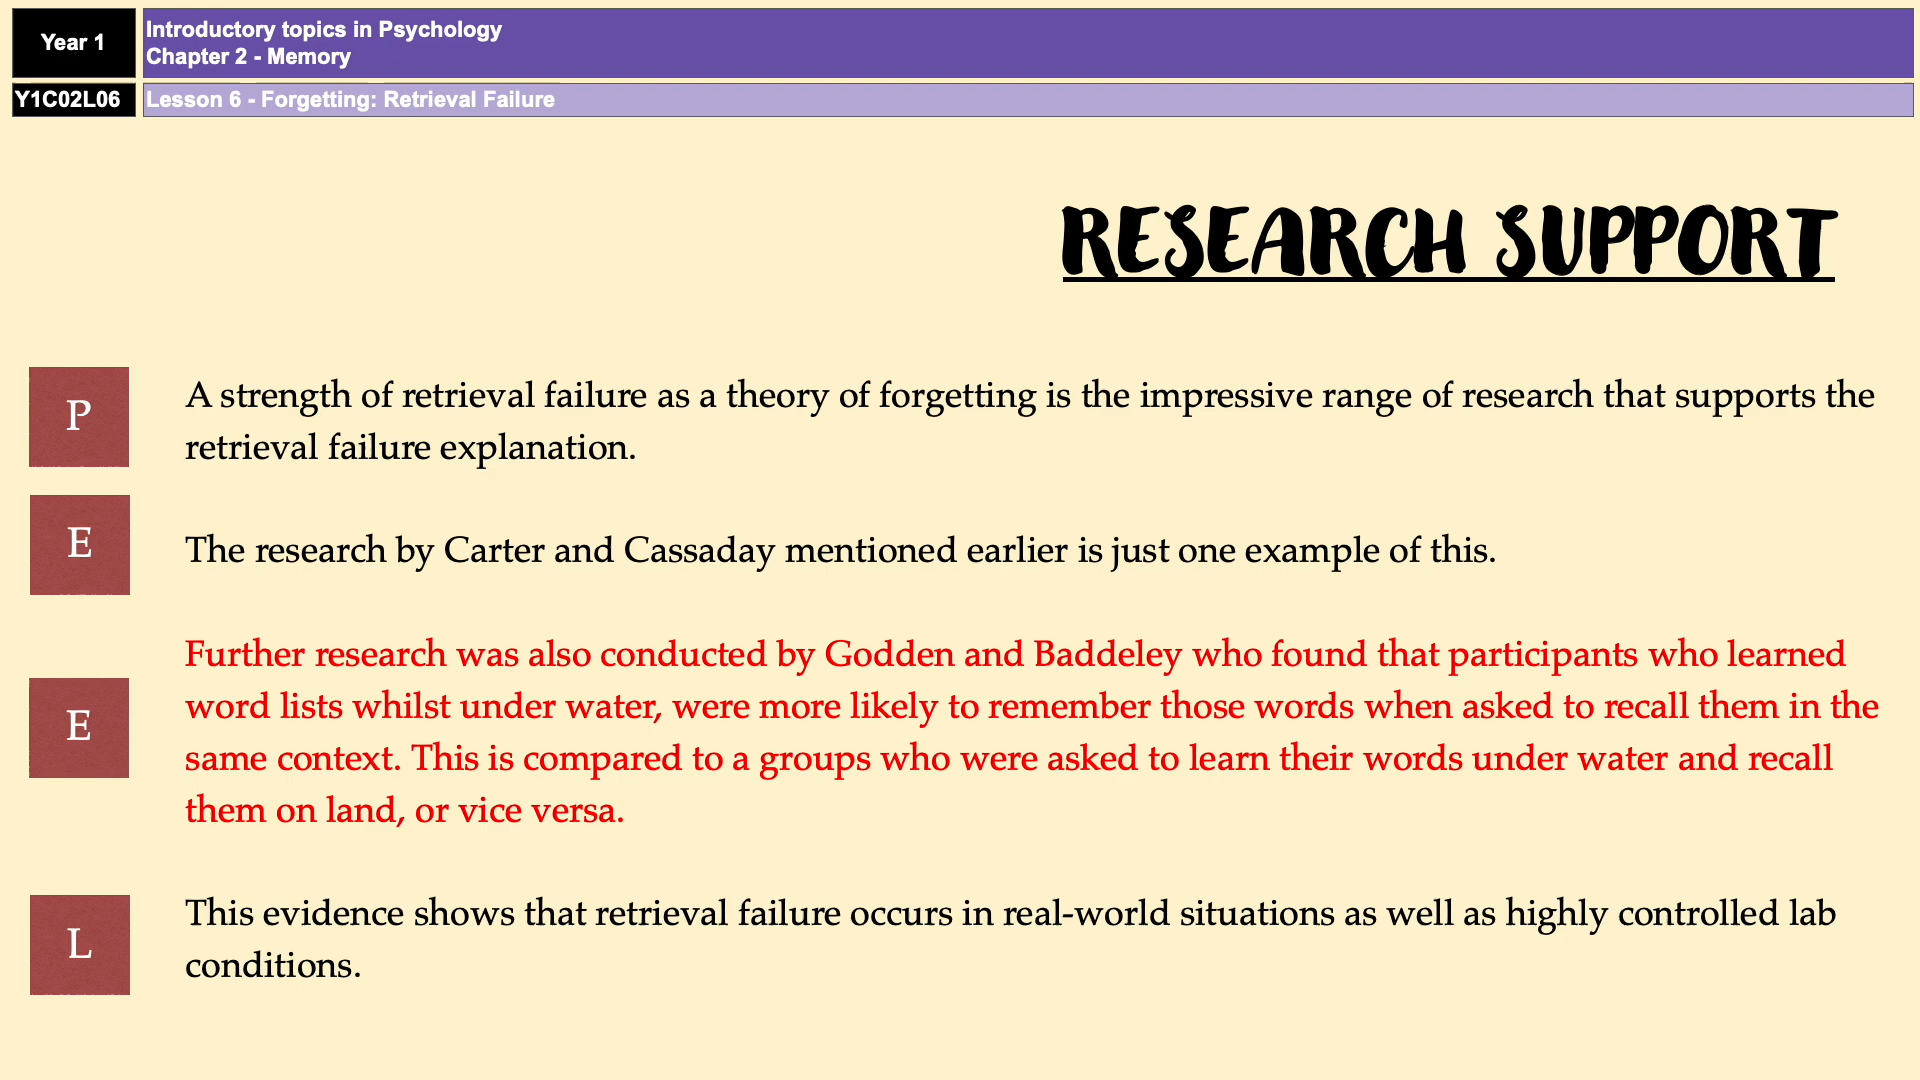 Year 1
Introductory topics in Psychology
Chapter 2 - Memory
Y1C02L06
Lesson 6 - Forgetting: Retrieval Failure
RESEARCH SUPPORT
P
A strength of retrieval failure as a theory of forgetting is the impressive range of research that supports the
retrieval failure explanation.
E
The research by Carter and Cassaday mentioned earlier is just one example of this.
E
Further research was also conducted by Godden and Baddeley who found that participants who learned
word lists whilst under water, were more likely to remember those words when asked to recall them in the
same context. This is compared to a groups who were asked to learn their words under water and recall
them on land, or vice versa.
L
This evidence shows that retrieval failure occurs in real-world situations as well as highly controlled lab
conditions.